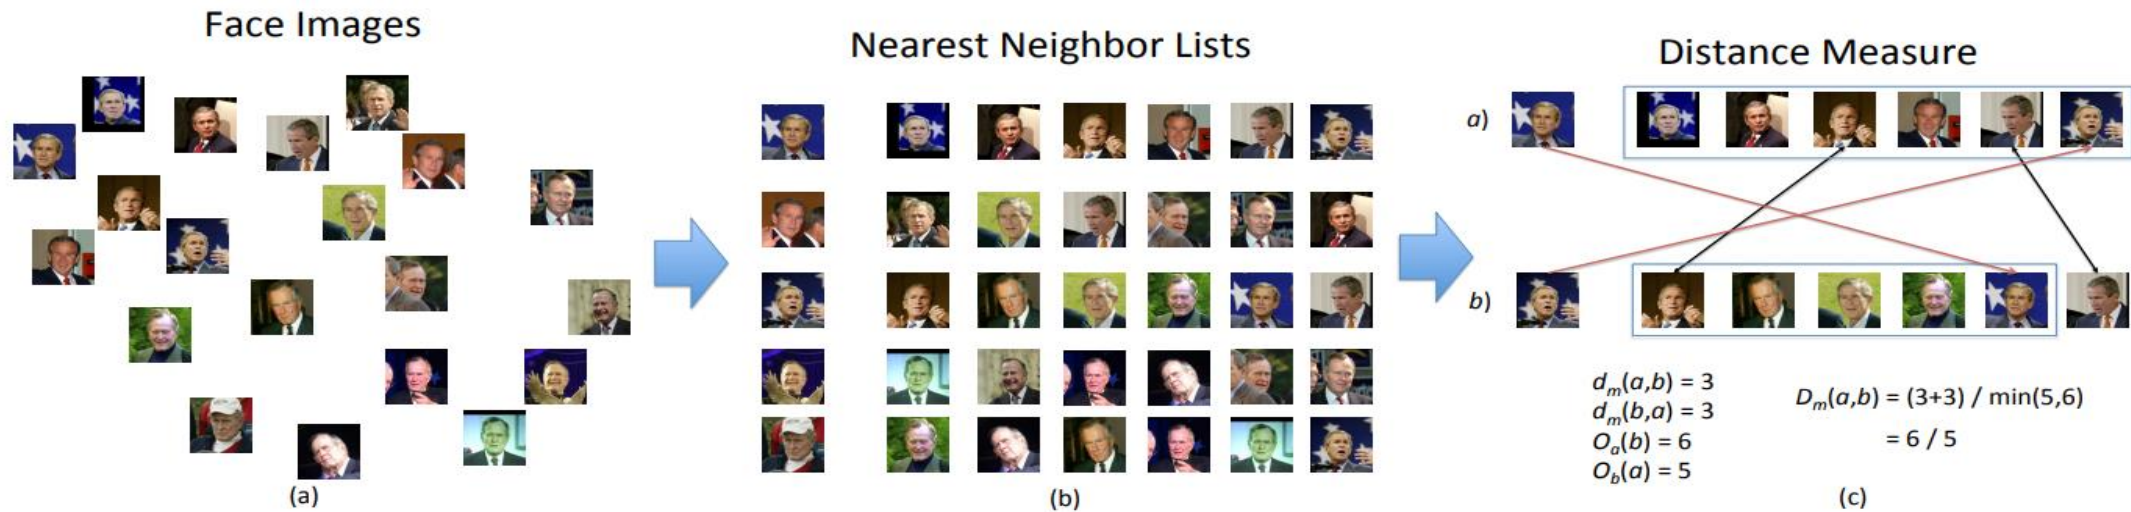 Face Images
Nearest Neighbor Lists
Distance Measure
a)
b)
d_m(a,b) = 3
d_m(b,a) = 3
O_a(b) = 6
O_b(a) = 5
D_m(a,b) = (3+3) / min(5,6)
= 6 / 5
(a)
(b)
(c)